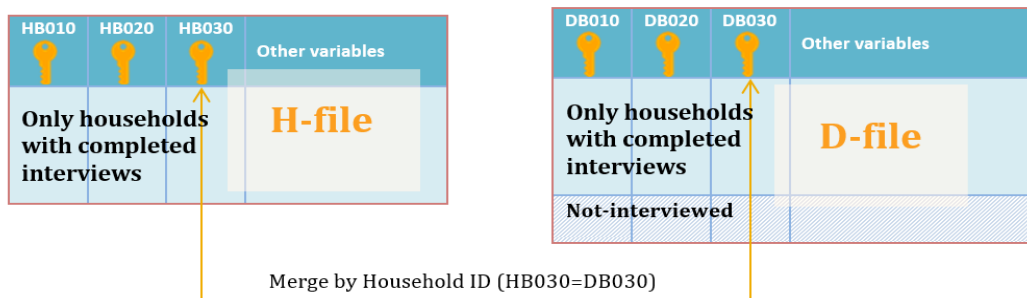 HB010 HB020 HB030 Other variables
Only households
with completed
interviews
H-file
DB010 DB020 DB030 Other variables
Only households
with completed
interviews
D-file
Not-interviewed
Merge by Household ID (HB030=DB030)